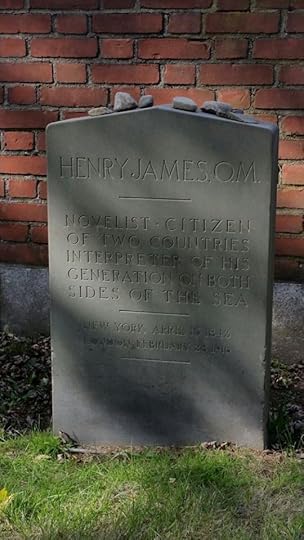 HENRY JAMES, O.M.
NOVELIST · CITIZEN
OF TWO COUNTRIES
INTERPRETER OF HIS
GENERATION ON BOTH
SIDES OF THE SEA
NEW YORK, APRIL 15 1843
LONDON, FEBRUARY 28 1916